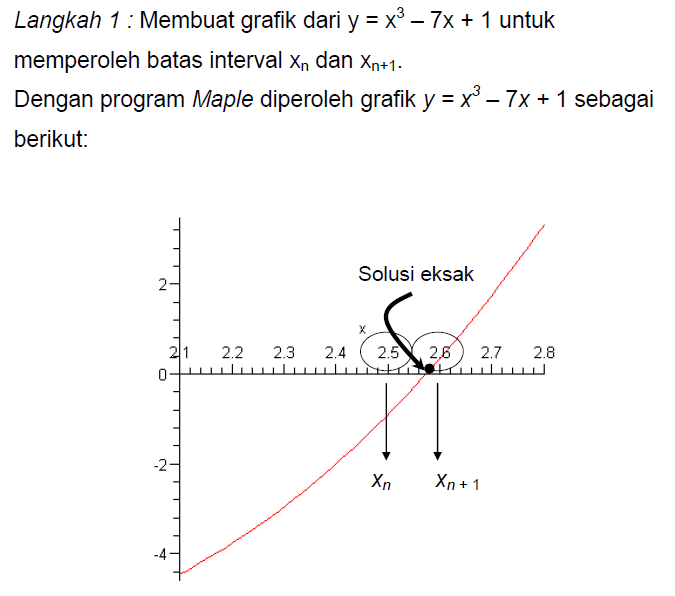 Langkah 1 : Membuat grafik dari y = x³ – 7x + 1 untuk
memperoleh batas interval xₙ dan xₙ₊₁.
Dengan program Maple diperoleh grafik y = x³ – 7x + 1 sebagai
berikut:
Solusi eksak
2
x
2.1 2.2 2.3 2.4 2.5 2.6 2.7 2.8
0
-2
xₙ xₙ ₊ ₁
-4